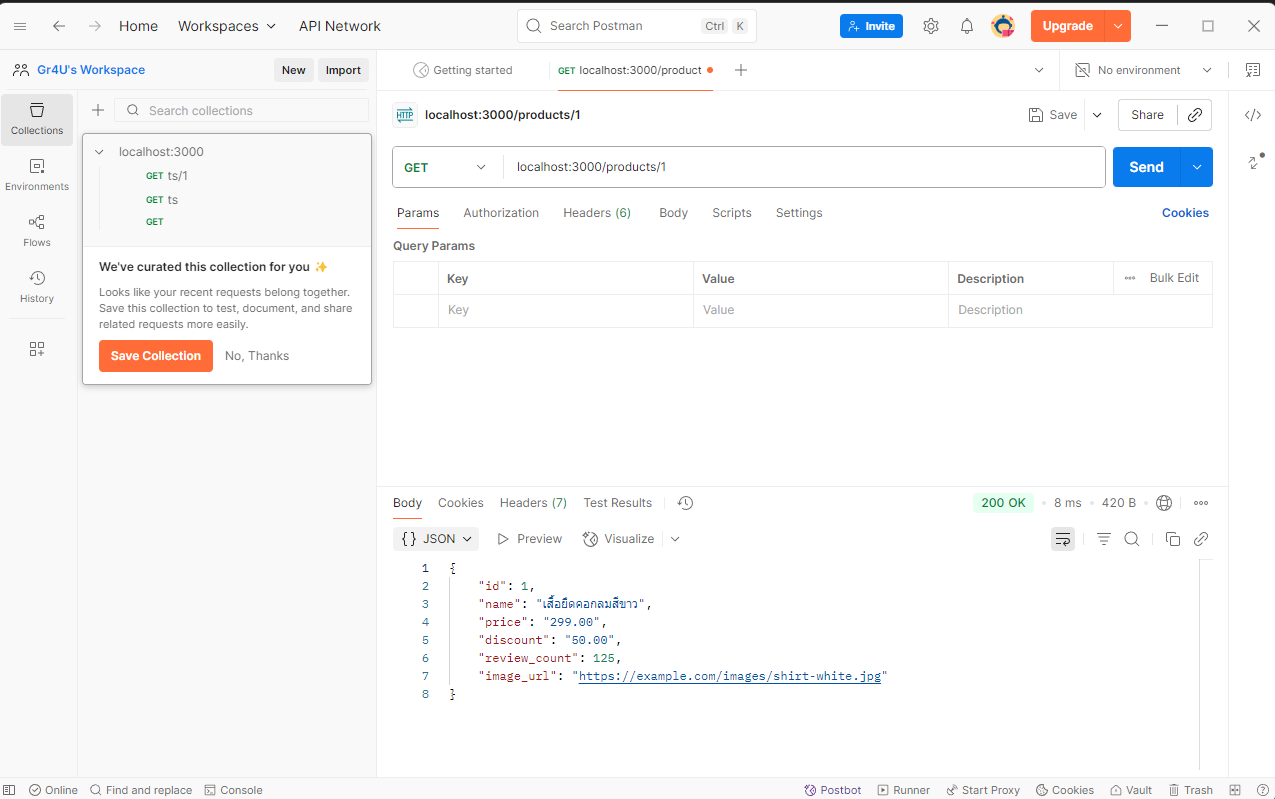 Home Workspaces API Network Search Postman Ctrl K Invite Upgrade
Gr4U's Workspace New Import Getting started GET localhost:3000/product No environment
Search collections
Collections
Environments
Flows
History
localhost:3000
GET ts/1
GET ts
GET
We've curated this collection for you ✨
Looks like your recent requests belong together.
Save this collection to test, document, and share
related requests more easily.
Save Collection No, Thanks
HTTP localhost:3000/products/1 Save Share
GET localhost:3000/products/1 Send
Params Authorization Headers (6) Body Scripts Settings Cookies
Query Params
Key Value Description Bulk Edit
Key Value Description
Body Cookies Headers (7) Test Results 200 OK 8 ms 420 B
{} JSON Preview Visualize
1 {
2 "id": 1,
3 "name": "เสื้อยืดคอกลมสีขาว",
4 "price": "299.00",
5 "discount": "50.00",
6 "review_count": 125,
7 "image_url": "https://example.com/images/shirt-white.jpg"
8 }
Online Find and replace Console Postbot Runner Start Proxy Cookies Vault Trash